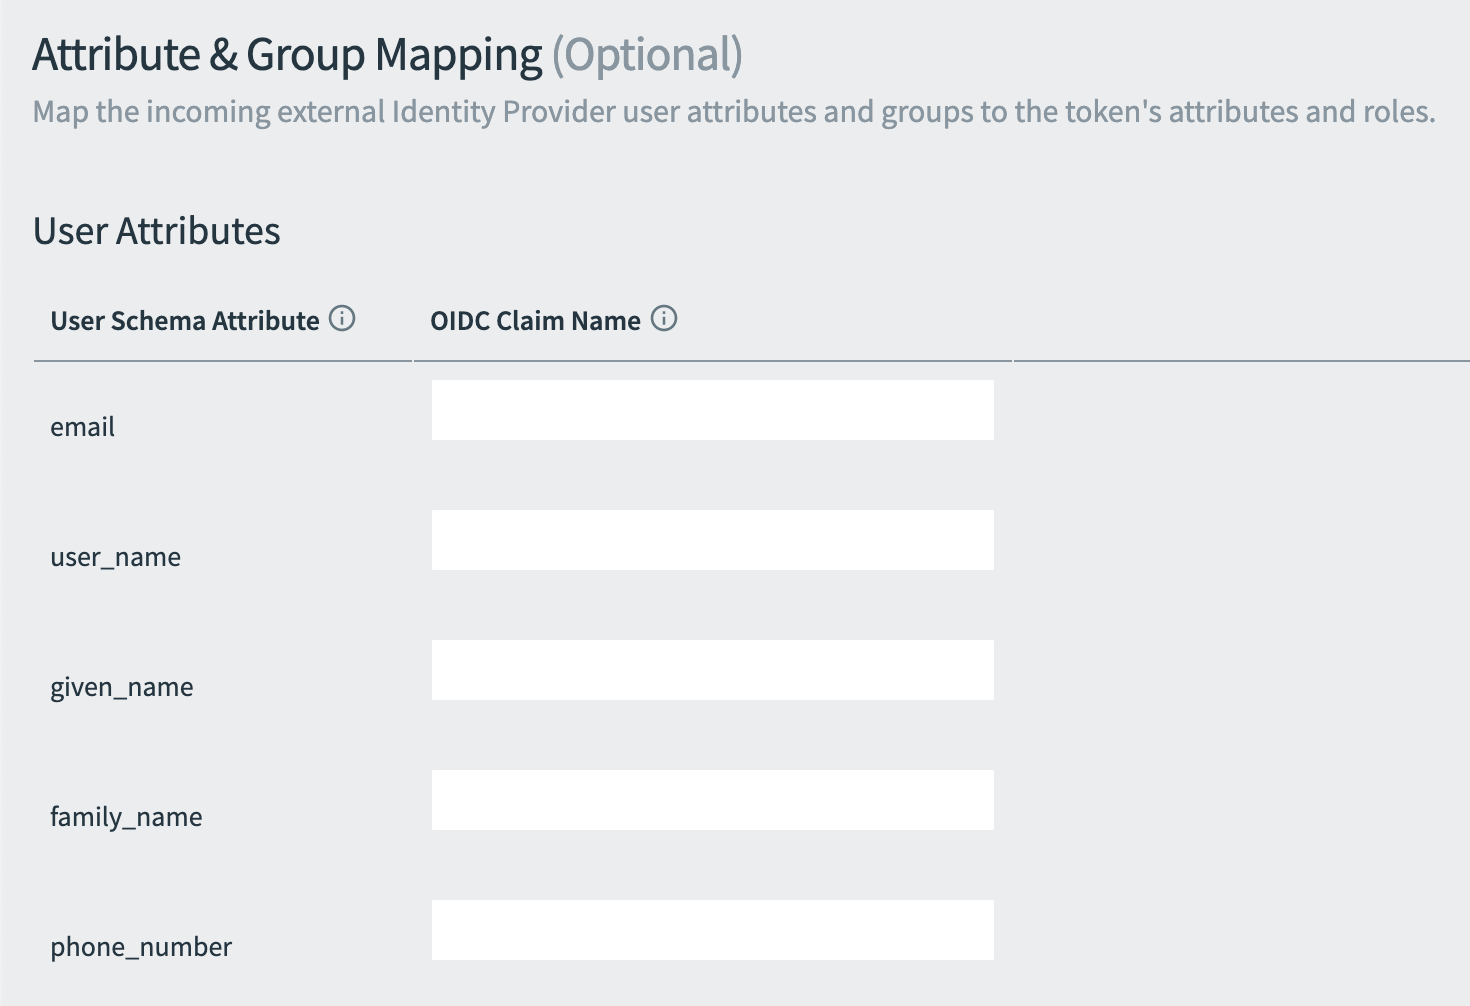 Attribute & Group Mapping (Optional)
Map the incoming external Identity Provider user attributes and groups to the token's attributes and roles.
User Attributes
User Schema Attribute OIDC Claim Name
email
user_name
given_name
family_name
phone_number